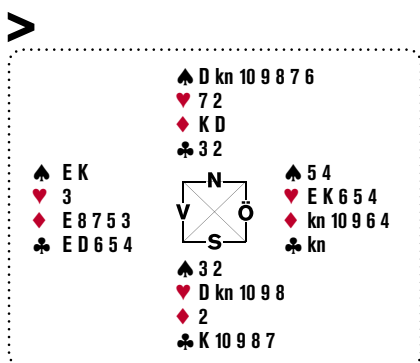 >
♠ D kn 10 9 8 7 6
♥ 7 2
♦ K D
♣ 3 2
♠ E K
♥ 3
♦ E 8 7 5 3
♣ E D 6 5 4
N
V Ö
S
♠ 5 4
♥ E K 6 5 4
♦ kn 10 9 6 4
♣ kn
♠ 3 2
♥ D kn 10 9 8
♦ 2
♣ K 10 9 8 7